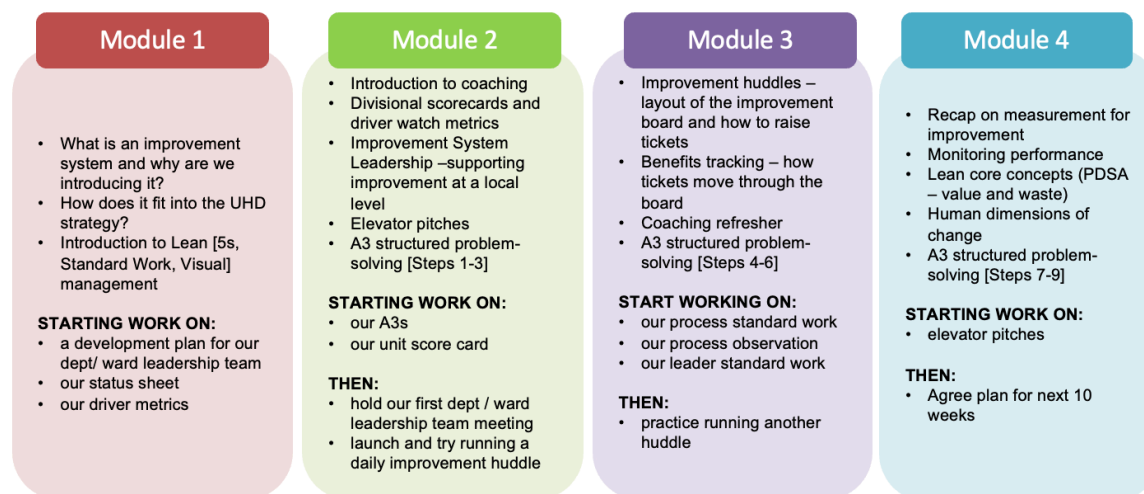 Module 1
• What is an improvement
system and why are we
introducing it?
• How does it fit into the UHD
strategy?
• Introduction to Lean [5s,
Standard Work, Visual]
management
STARTING WORK ON:
• a development plan for our
dept/ ward leadership team
• our status sheet
• our driver metrics
Module 2
• Introduction to coaching
• Divisional scorecards and
driver watch metrics
• Improvement System
Leadership –supporting
improvement at a local
level
• Elevator pitches
• A3 structured problem-
solving [Steps 1-3]
STARTING WORK ON:
• our A3s
• our unit score card
THEN:
• hold our first dept / ward
leadership team meeting
• launch and try running a
daily improvement huddle
Module 3
• Improvement huddles –
layout of the improvement
board and how to raise
tickets
• Benefits tracking – how
tickets move through the
board
• Coaching refresher
• A3 structured problem-
solving [Steps 4-6]
START WORKING ON:
• our process standard work
• our process observation
• our leader standard work
THEN:
• practice running another
huddle
Module 4
• Recap on measurement for
improvement
• Monitoring performance
• Lean core concepts (PDSA
– value and waste)
• Human dimensions of
change
• A3 structured problem-
solving [Steps 7-9]
STARTING WORK ON:
• elevator pitches
THEN:
• Agree plan for next 10
weeks